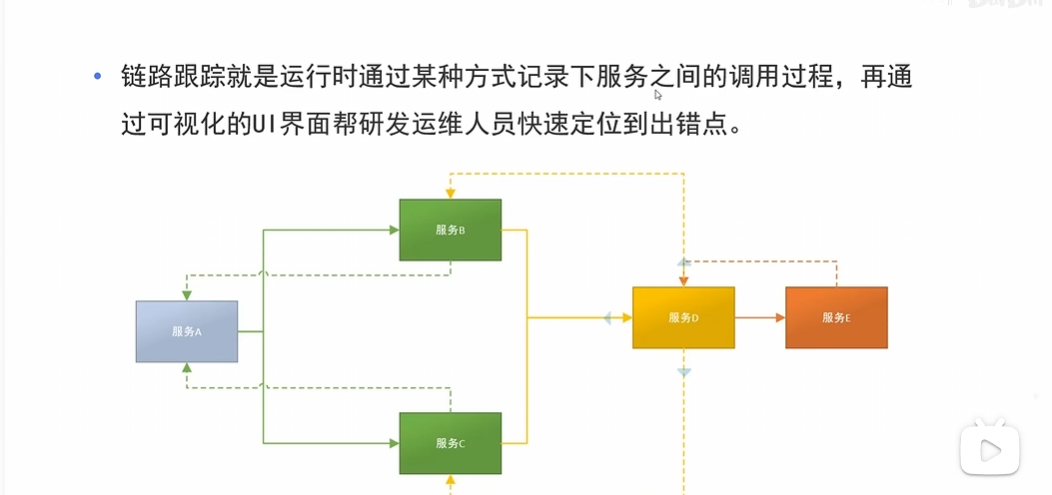 链路跟踪就是运行时通过某种方式记录下服务之间的调用过程，再通
过可视化的UI界面帮研发运维人员快速定位到出错点。
服务B
服务A
服务D
服务E
服务C